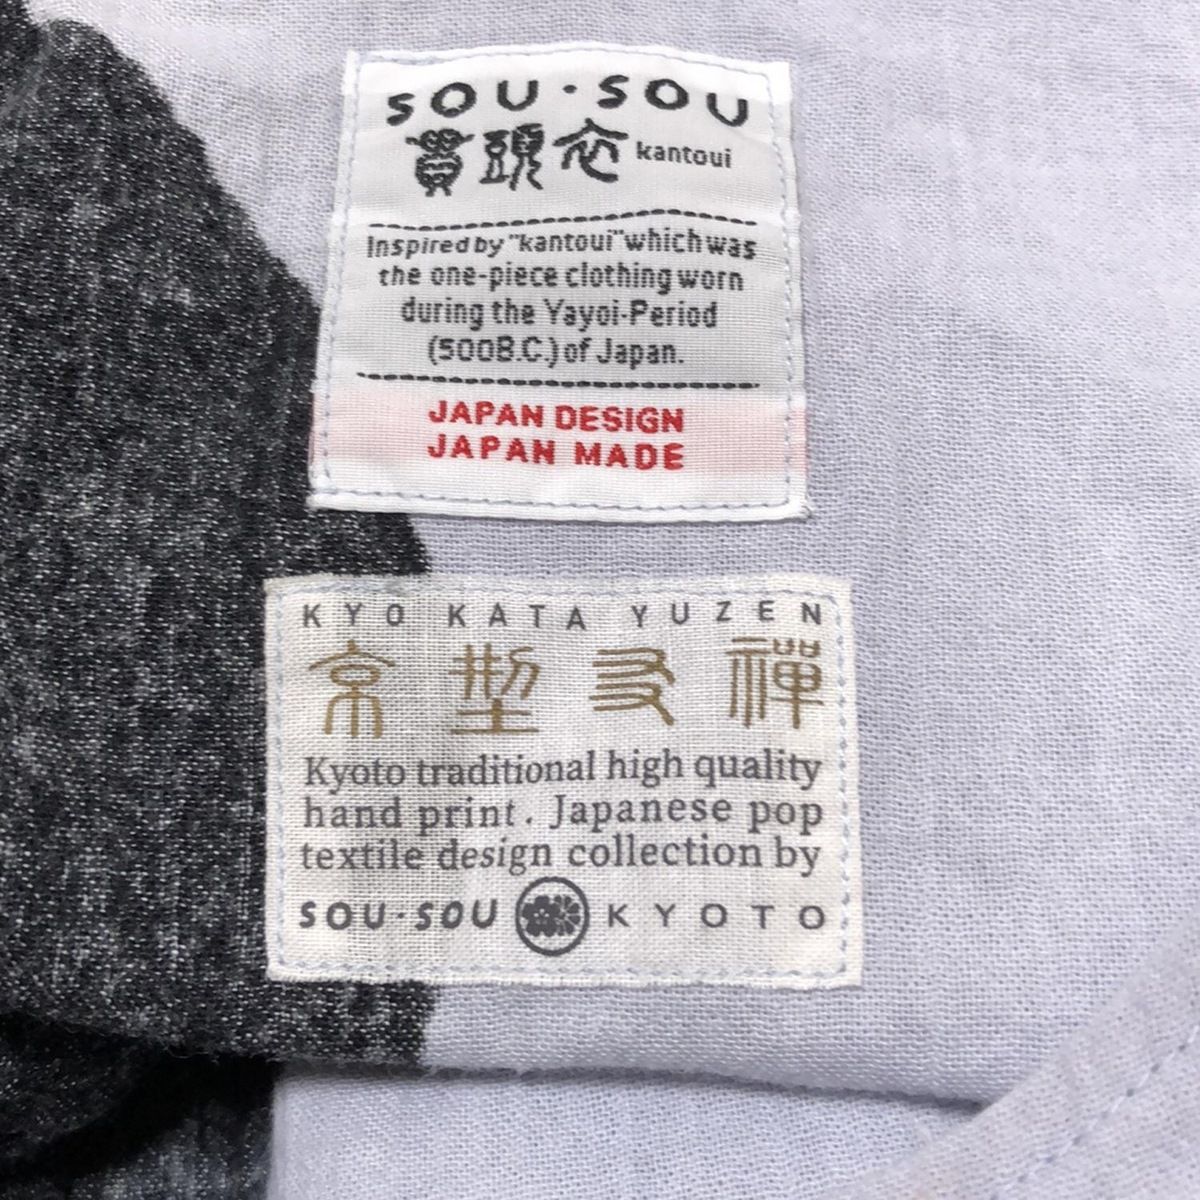 SOU・SOU
貫頭衣 kantoui
Inspired by "kantoui" which was
the one-piece clothing worn
during the Yayoi-Period
(500B.C.) of Japan.
JAPAN DESIGN
JAPAN MADE
KYO KATA YUZEN
京型友禅
Kyoto traditional high quality
hand print. Japanese pop
textile design collection by
SOU・SOU KYOTO